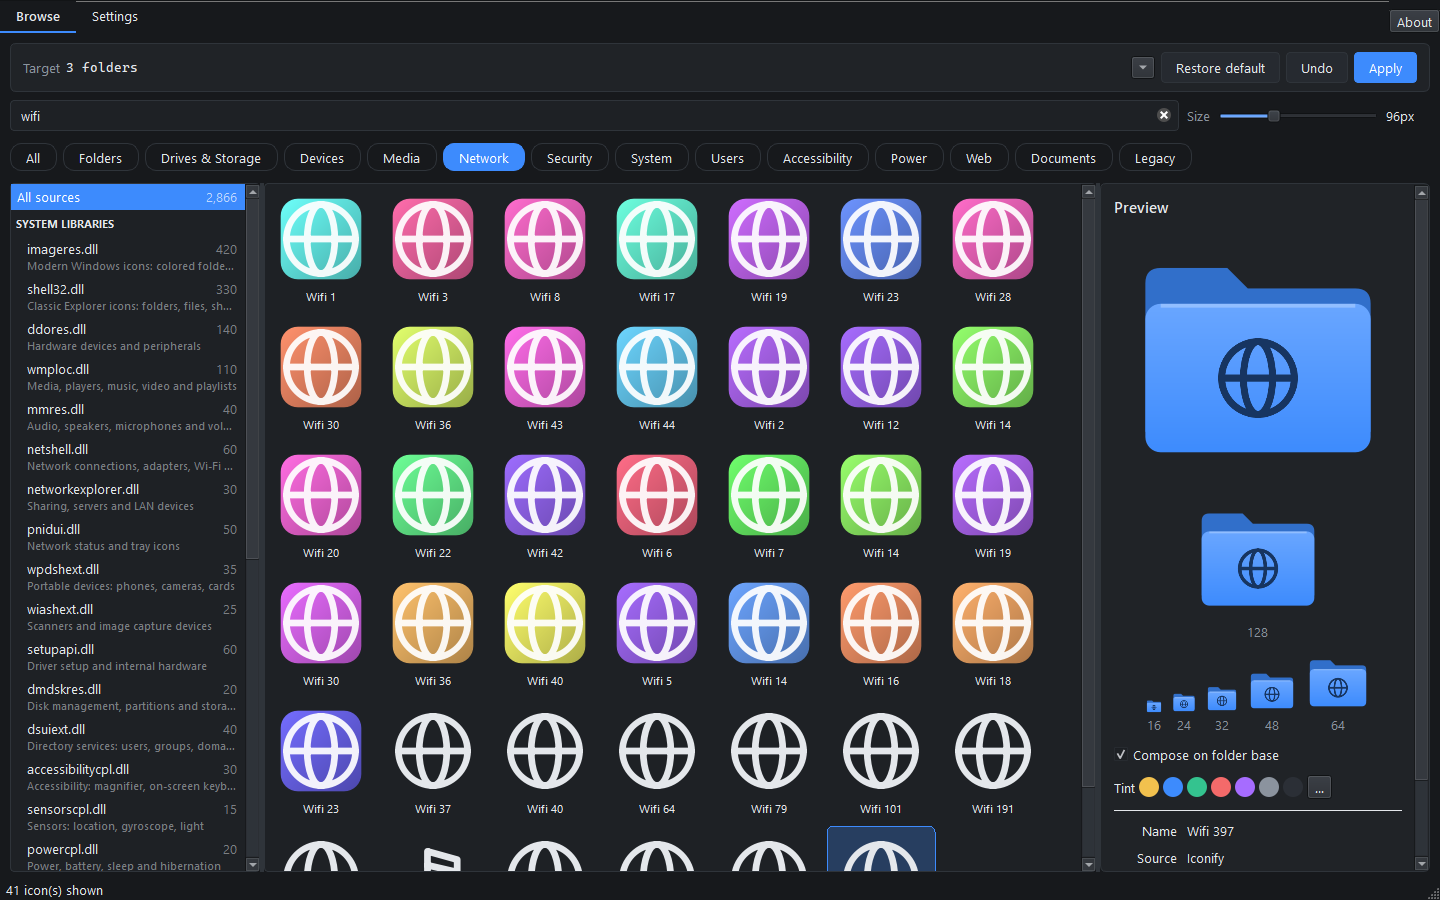 Browse Settings
About
Target 3 folders Restore default Undo Apply
wifi Size 96px
All Folders Drives & Storage Devices Media Network Security System Users Accessibility Power Web Documents Legacy
All sources 2,866
SYSTEM LIBRARIES
imageres.dll 420
Modern Windows icons: colored folde...
shell32.dll 330
Classic Explorer icons: folders, files, sh...
ddores.dll 140
Hardware devices and peripherals
wmploc.dll 110
Media, players, music, video and playlists
mmres.dll 40
Audio, speakers, microphones and vol...
netshell.dll 60
Network connections, adapters, Wi-Fi ...
networkexplorer.dll 30
Sharing, servers and LAN devices
pnidui.dll 50
Network status and tray icons
wpdshext.dll 35
Portable devices: phones, cameras, cards
wiashext.dll 25
Scanners and image capture devices
setupapi.dll 60
Driver setup and internal hardware
dmdskres.dll 20
Disk management, partitions and stora...
dsuiext.dll 40
Directory services: users, groups, doma...
accessibilitycpl.dll 30
Accessibility: magnifier, on-screen keyb...
sensorscpl.dll 15
Sensors: location, gyroscope, light
powercpl.dll 20
Power, battery, sleep and hibernation
Wifi 1 Wifi 3 Wifi 8 Wifi 17 Wifi 19 Wifi 23 Wifi 28
Wifi 30 Wifi 36 Wifi 43 Wifi 44 Wifi 2 Wifi 12 Wifi 14
Wifi 20 Wifi 22 Wifi 42 Wifi 6 Wifi 7 Wifi 14 Wifi 19
Wifi 30 Wifi 36 Wifi 40 Wifi 5 Wifi 14 Wifi 16 Wifi 18
Wifi 23 Wifi 37 Wifi 40 Wifi 64 Wifi 79 Wifi 101 Wifi 191
Preview
128
16 24 32 48 64
Compose on folder base
Tint ...
Name Wifi 397
Source Iconify
41 icon(s) shown